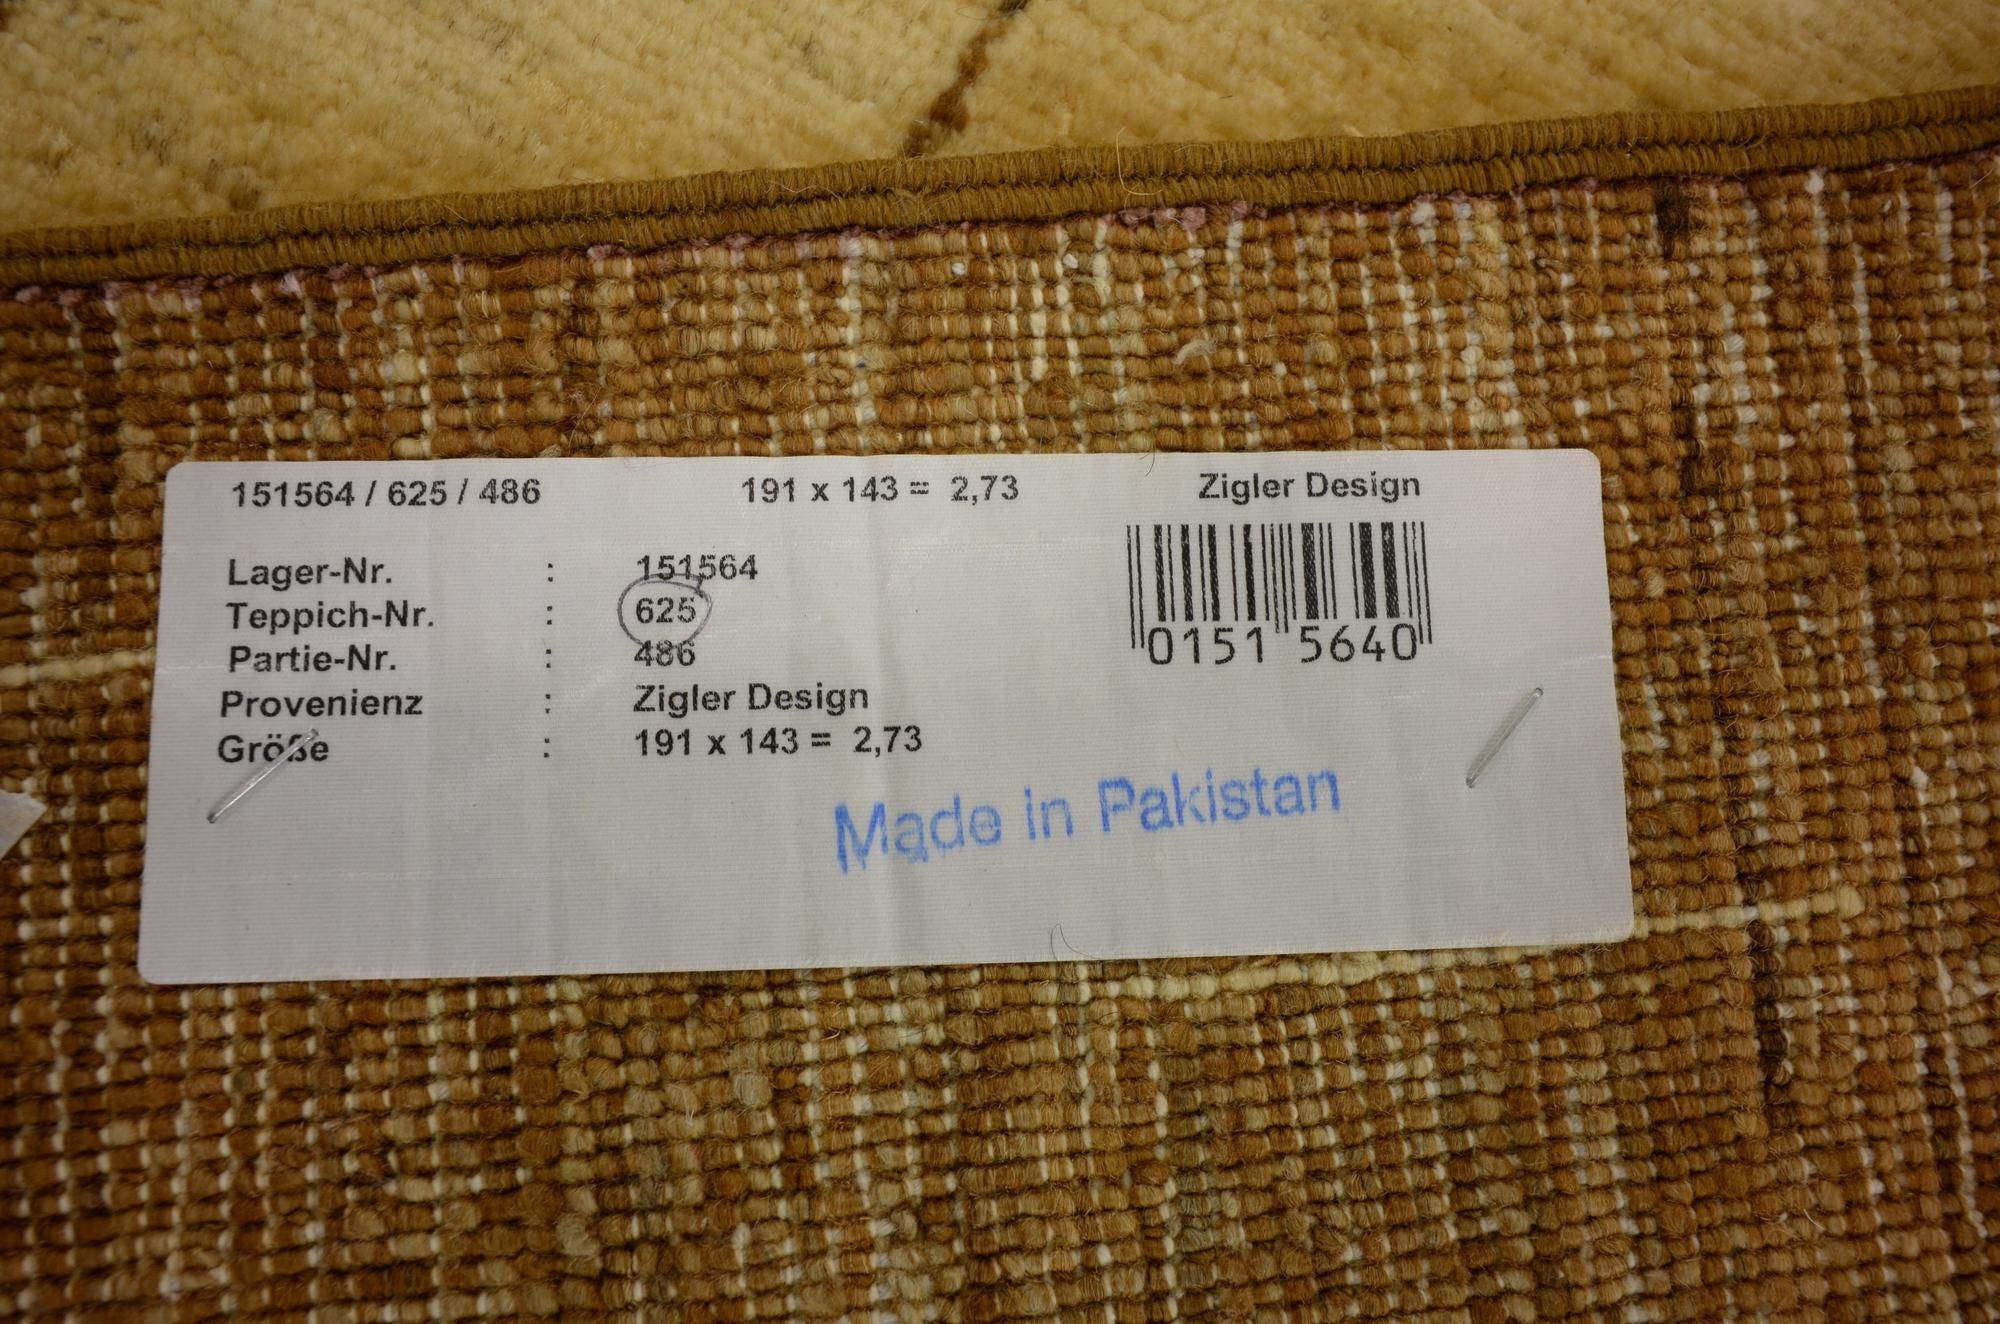 151564 / 625 / 486 191 x 143 = 2,73 Zigler Design
Lager-Nr. : 151564
Teppich-Nr. : 625
Partie-Nr. : 486
Provenienz : Zigler Design
Größe : 191 x 143 = 2,73
0151 5640
Made in Pakistan